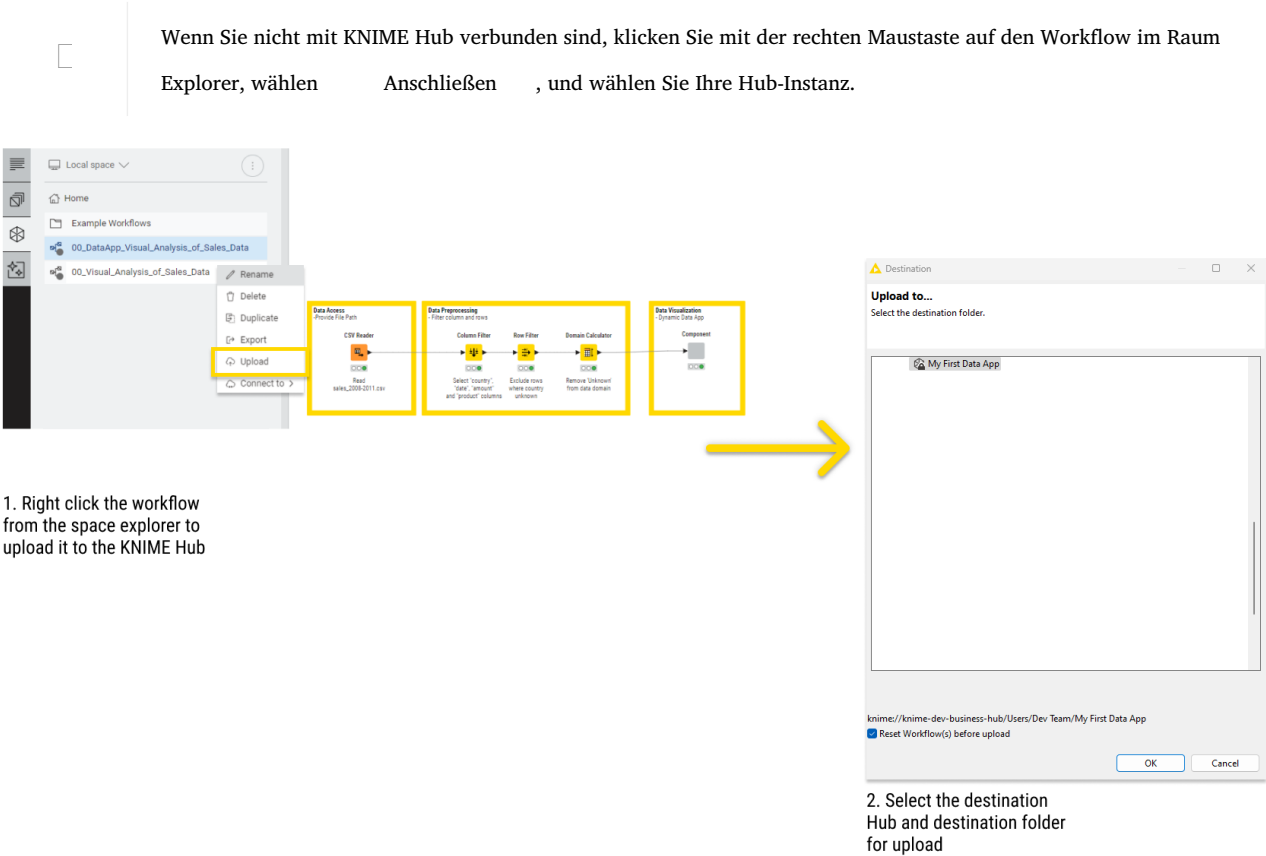 Wenn Sie nicht mit KNIME Hub verbunden sind, klicken Sie mit der rechten Maustaste auf den Workflow im Raum
Explorer, wählen Anschließen , und wählen Sie Ihre Hub-Instanz.
Local space
Home
Example Workflows
00_DataApp_Visual_Analysis_of_Sales_Data
00_Visual_Analysis_of_Sales_Data
Rename
Delete
Duplicate
Export
Upload
Connect to
Data Access
-Provide File Path
CSV Reader
Read
sales_2008-2011.csv
Data Preprocessing
- Filter column and rows
Column Filter
Select 'country',
'date', 'amount'
and 'product' columns
Row Filter
Exclude rows
where country
unknown
Domain Calculator
Remove 'Unknown'
from data domain
Data Visualization
- Dynamic Data App
Component
1. Right click the workflow
from the space explorer to
upload it to the KNIME Hub
Destination
Upload to...
Select the destination folder.
My First Data App
knime://knime-dev-business-hub/Users/Dev Team/My First Data App
Reset Workflow(s) before upload
OK
Cancel
2. Select the destination
Hub and destination folder
for upload